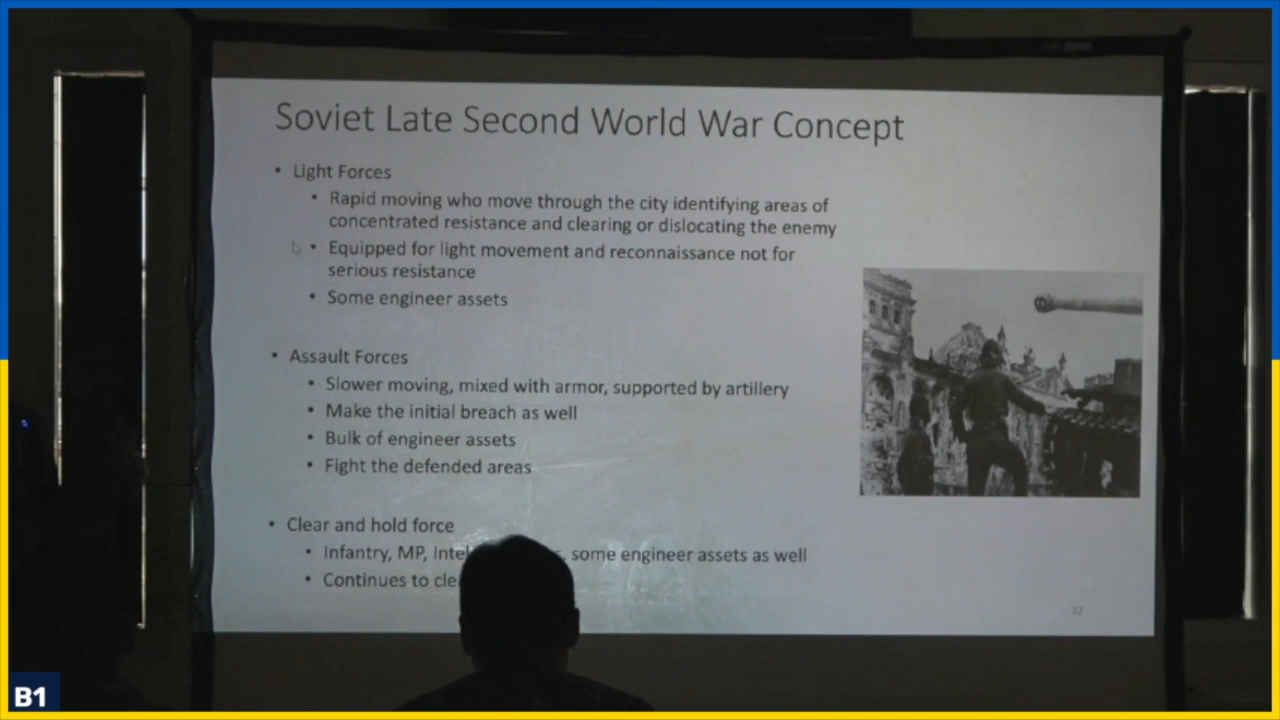 Soviet Late Second World War Concept
• Light Forces
• Rapid moving who move through the city identifying areas of
concentrated resistance and clearing or dislocating the enemy
• Equipped for light movement and reconnaissance not for
serious resistance
• Some engineer assets
• Assault Forces
• Slower moving, mixed with armor, supported by artillery
• Make the initial breach as well
• Bulk of engineer assets
• Fight the defended areas
• Clear and hold force
• Infantry, MP, some engineer assets as well
• Continues to
32
B1